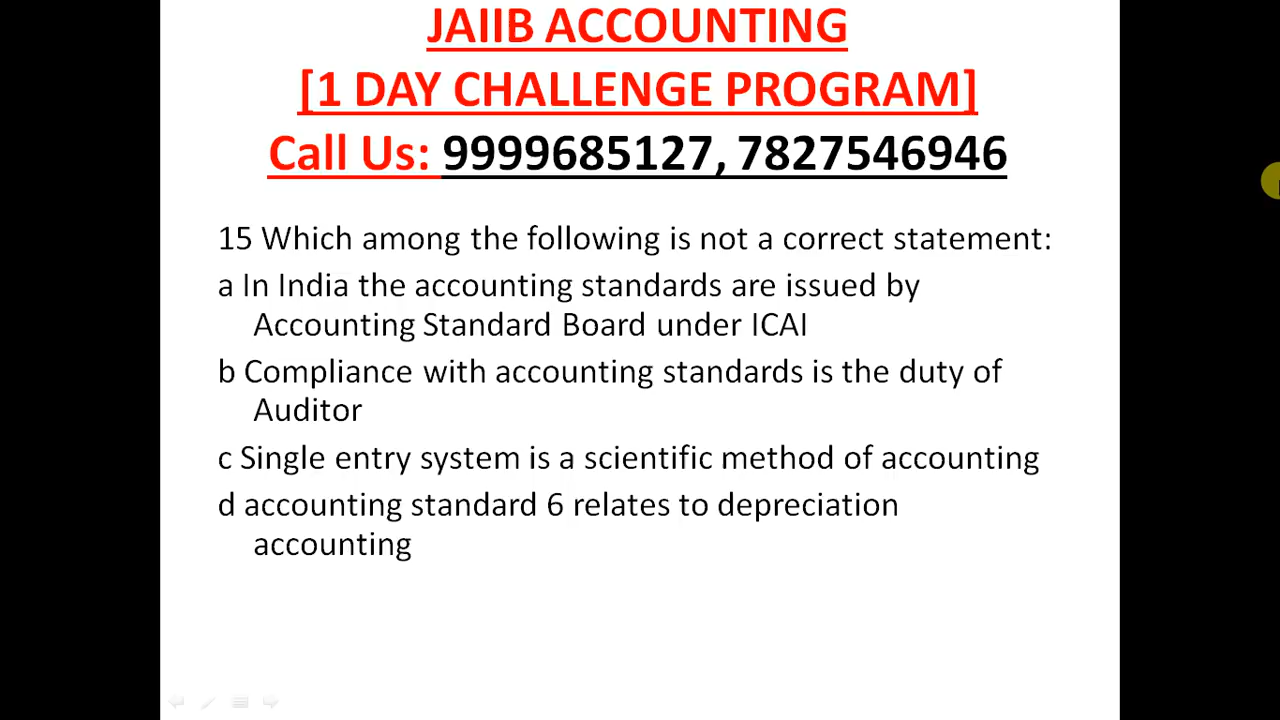 JAIIB ACCOUNTING
[1 DAY CHALLENGE PROGRAM]
Call Us: 9999685127, 7827546946
15 Which among the following is not a correct statement:
a In India the accounting standards are issued by
Accounting Standard Board under ICAI
b Compliance with accounting standards is the duty of
Auditor
c Single entry system is a scientific method of accounting
d accounting standard 6 relates to depreciation
accounting